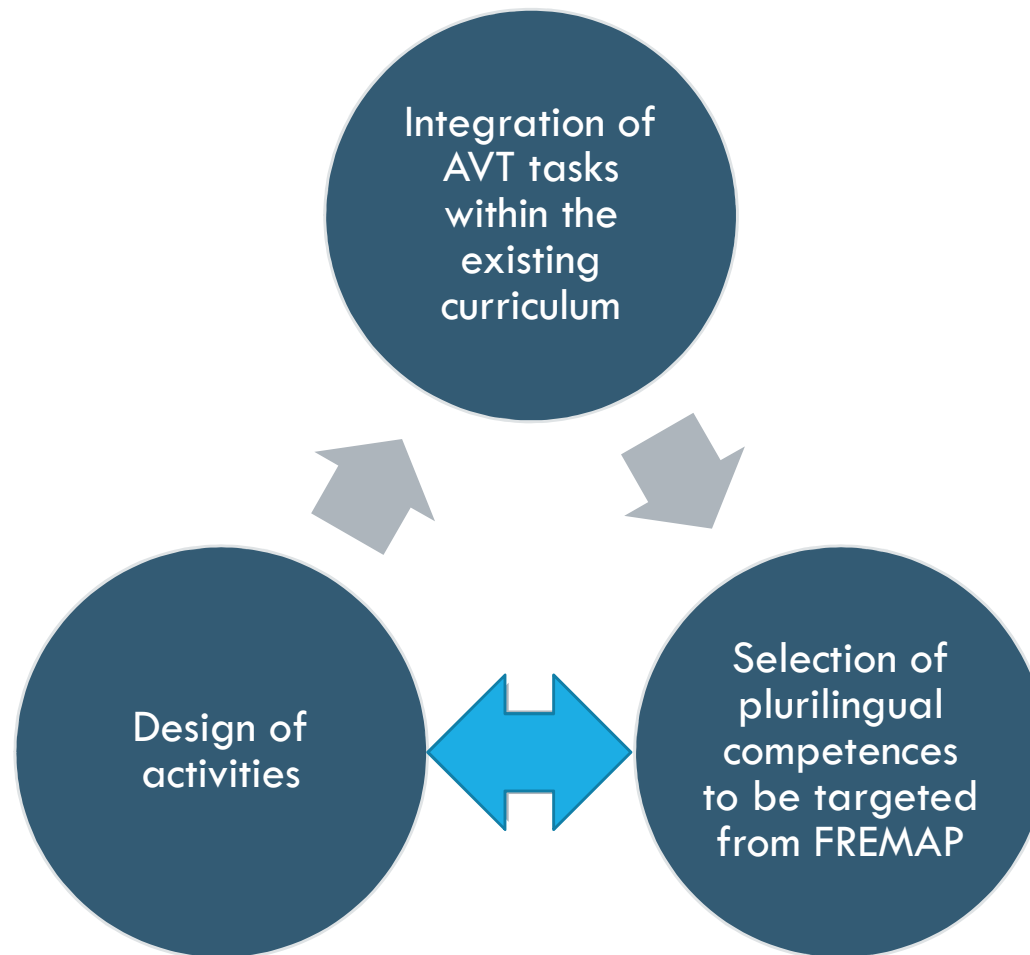 Integration of
AVT tasks
within the
existing
curriculum
Design of
activities
Selection of
plurilingual
competences
to be targeted
from FREMAP